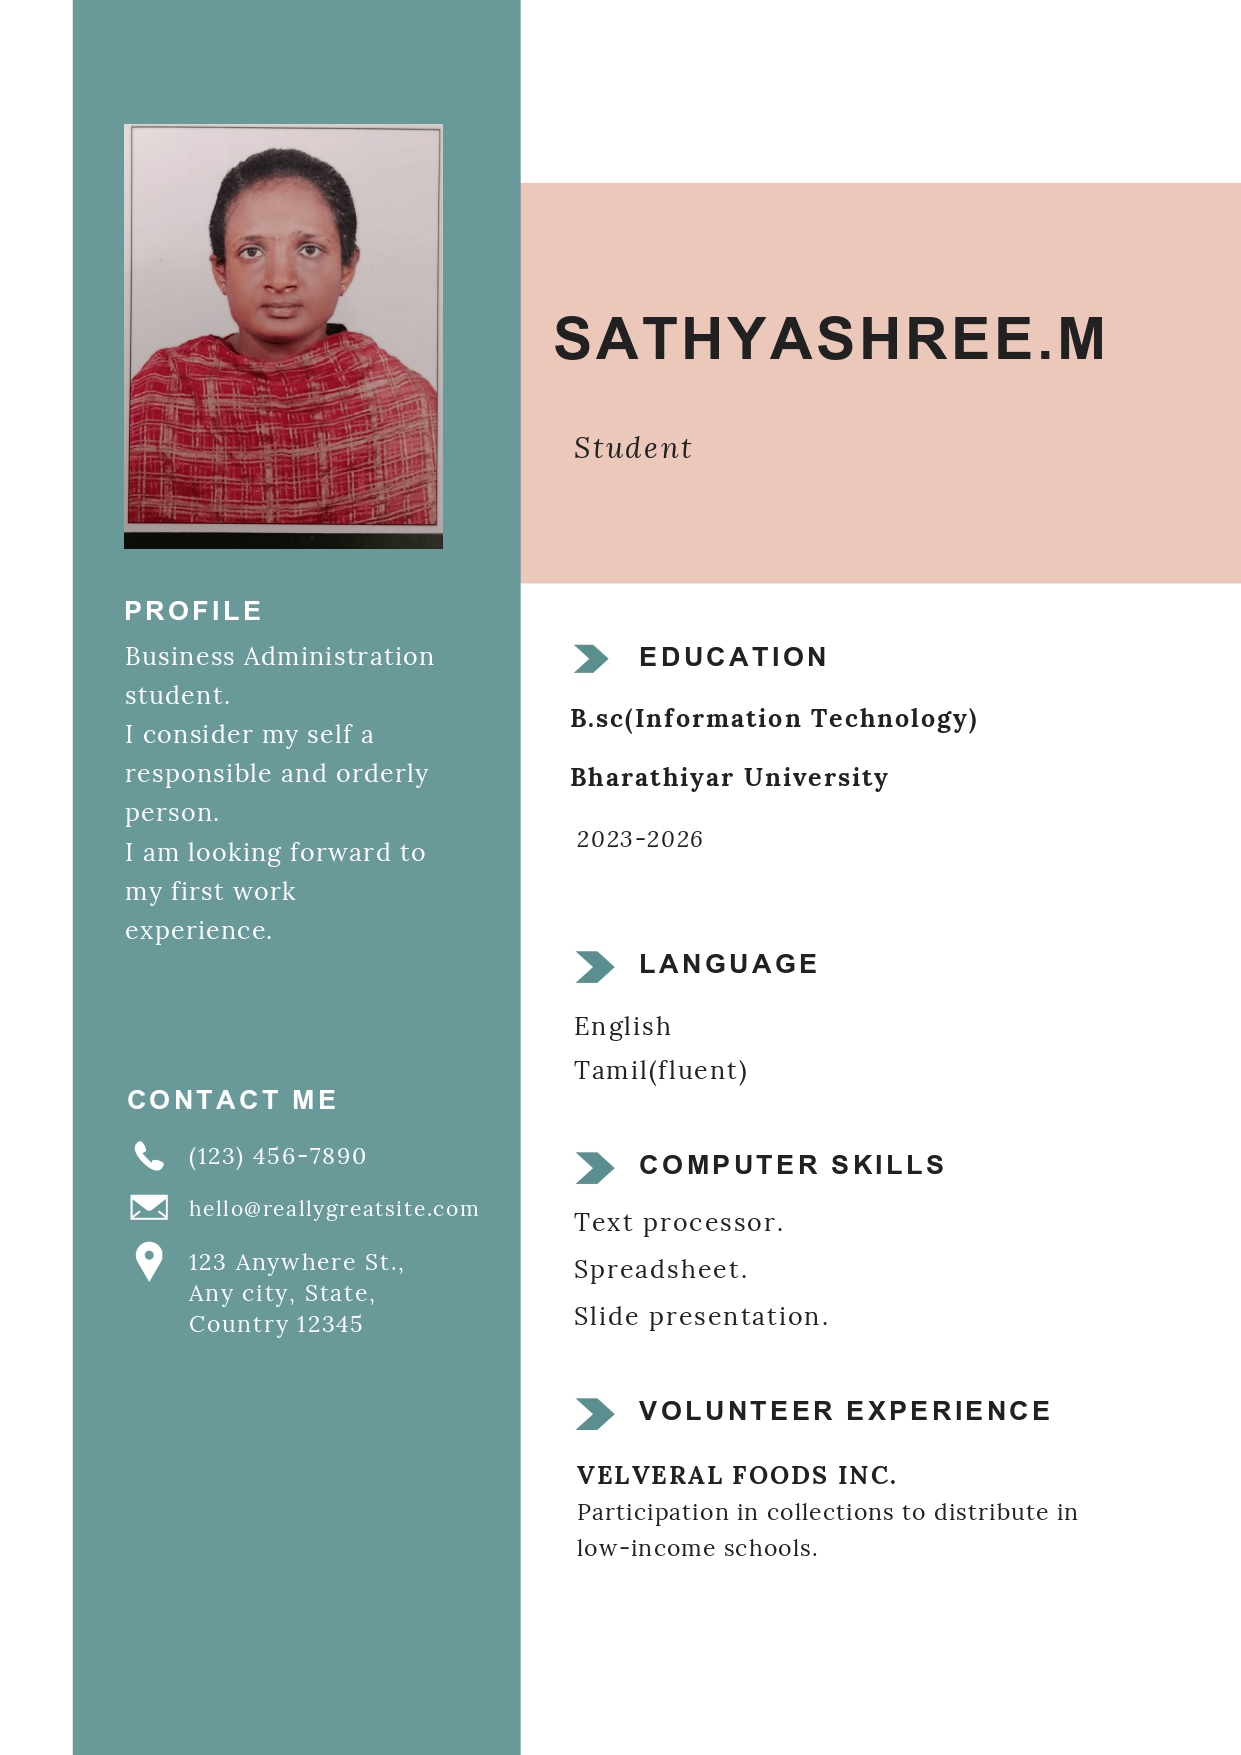 SATHYASHREE.M
Student
PROFILE
Business Administration
student.
I consider my self a
responsible and orderly
person.
I am looking forward to
my first work
experience.
CONTACT ME
(123) 456-7890
hello@reallygreatsite.com
123 Anywhere St.,
Any city, State,
Country 12345
EDUCATION
B.sc(Information Technology)
Bharathiyar University
2023-2026
LANGUAGE
English
Tamil(fluent)
COMPUTER SKILLS
Text processor.
Spreadsheet.
Slide presentation.
VOLUNTEER EXPERIENCE
VELVERAL FOODS INC.
Participation in collections to distribute in
low-income schools.